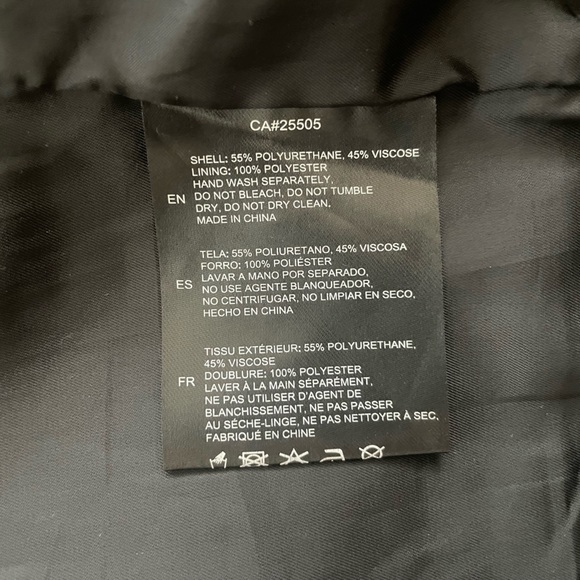 CA#25505
SHELL: 55% POLYURETHANE, 45% VISCOSE
LINING: 100% POLYESTER
HAND WASH SEPARATELY,
EN DO NOT BLEACH, DO NOT TUMBLE
DRY, DO NOT DRY CLEAN.
MADE IN CHINA
TELA: 55% POLIURETANO, 45% VISCOSA
FORRO: 100% POLIÉSTER
LAVAR A MANO POR SEPARADO,
ES NO USE AGENTE BLANQUEADOR,
NO CENTRIFUGAR, NO LIMPIAR EN SECO,
HECHO EN CHINA
TISSU EXTÉRIEUR: 55% POLYURETHANE,
45% VISCOSE
DOUBLURE: 100% POLYESTER
FR LAVER À LA MAIN SÉPARÉMENT,
NE PAS UTILISER D'AGENT DE
BLANCHISSEMENT, NE PAS PASSER
AU SÉCHE-LINGE, NE PAS NETTOYER À SEC,
FABRIQUÉ EN CHINE